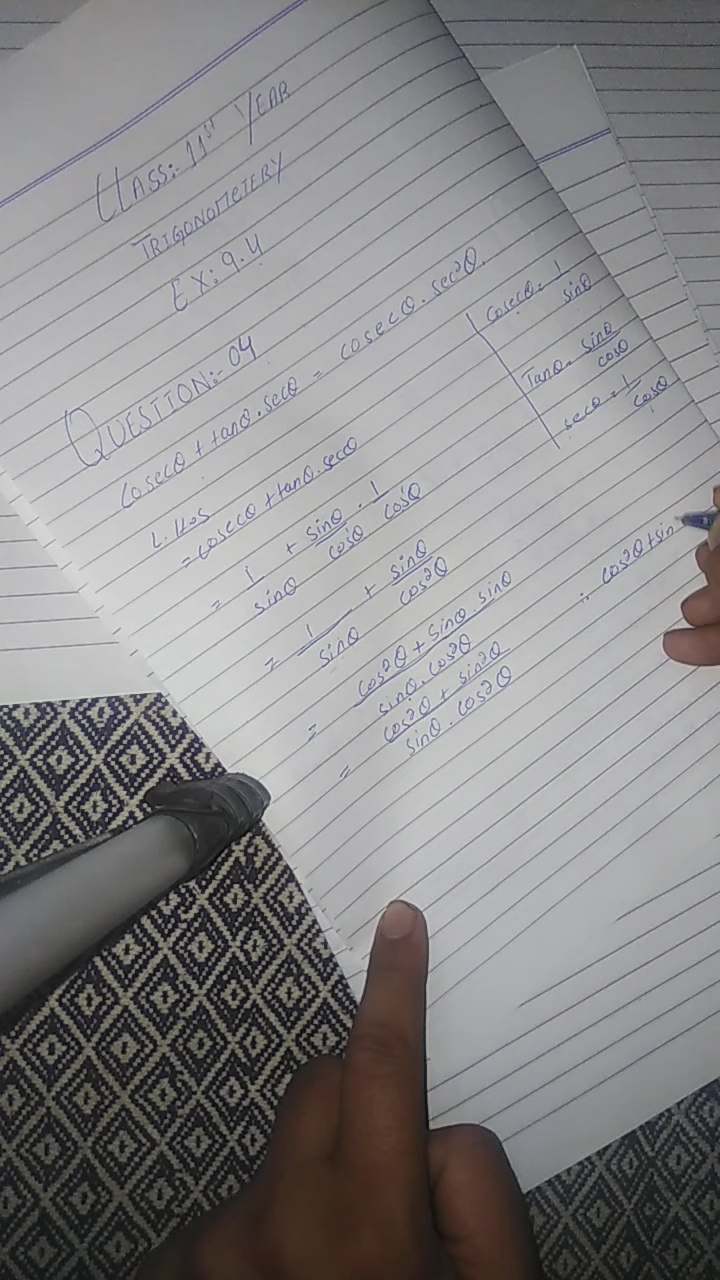 CLASS:- 11st YEAR
TRIGONOMETERY
EX: 9.4
QUESTION:- 04
cosecθ + tanθ . secθ = cosecθ . sec²θ.
Cosecθ = 1/sinθ
Tanθ = sinθ/cosθ
secθ = 1/cosθ
L.H.S
= cosecθ + tanθ . secθ
= 1/sinθ + sinθ/cosθ . 1/cosθ
= 1/sinθ + sinθ/cos²θ
= cos²θ + sinθ . sinθ / sinθ . cos²θ
∴ cos²θ + sin
= cos²θ + sin²θ / sinθ . cos²θ